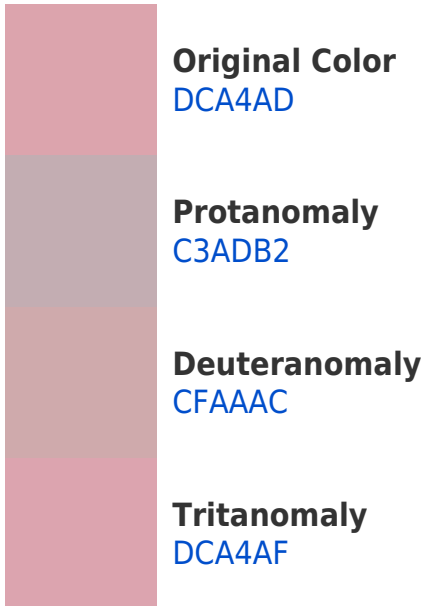 Original Color
DCA4AD
Protanomaly
C3ADB2
Deuteranomaly
CFAAAC
Tritanomaly
DCA4AF